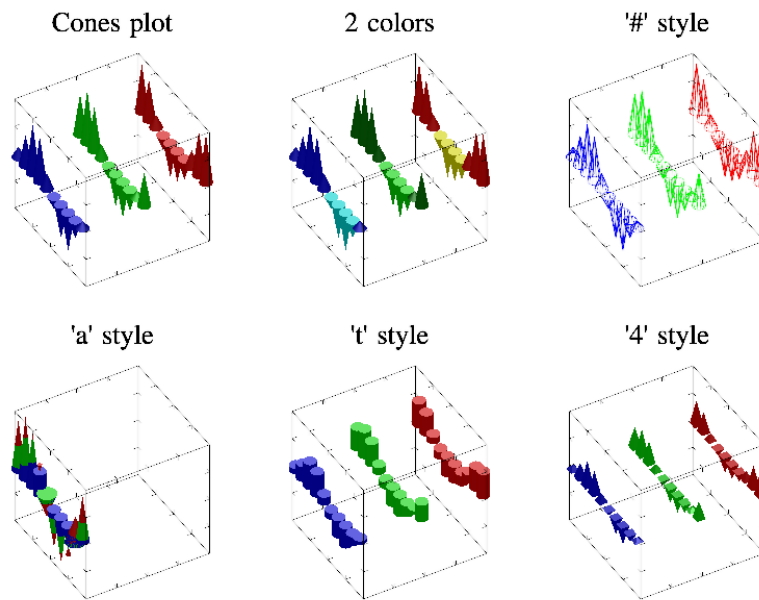 Cones plot
2 colors
'#' style
'a' style
't' style
'4' style